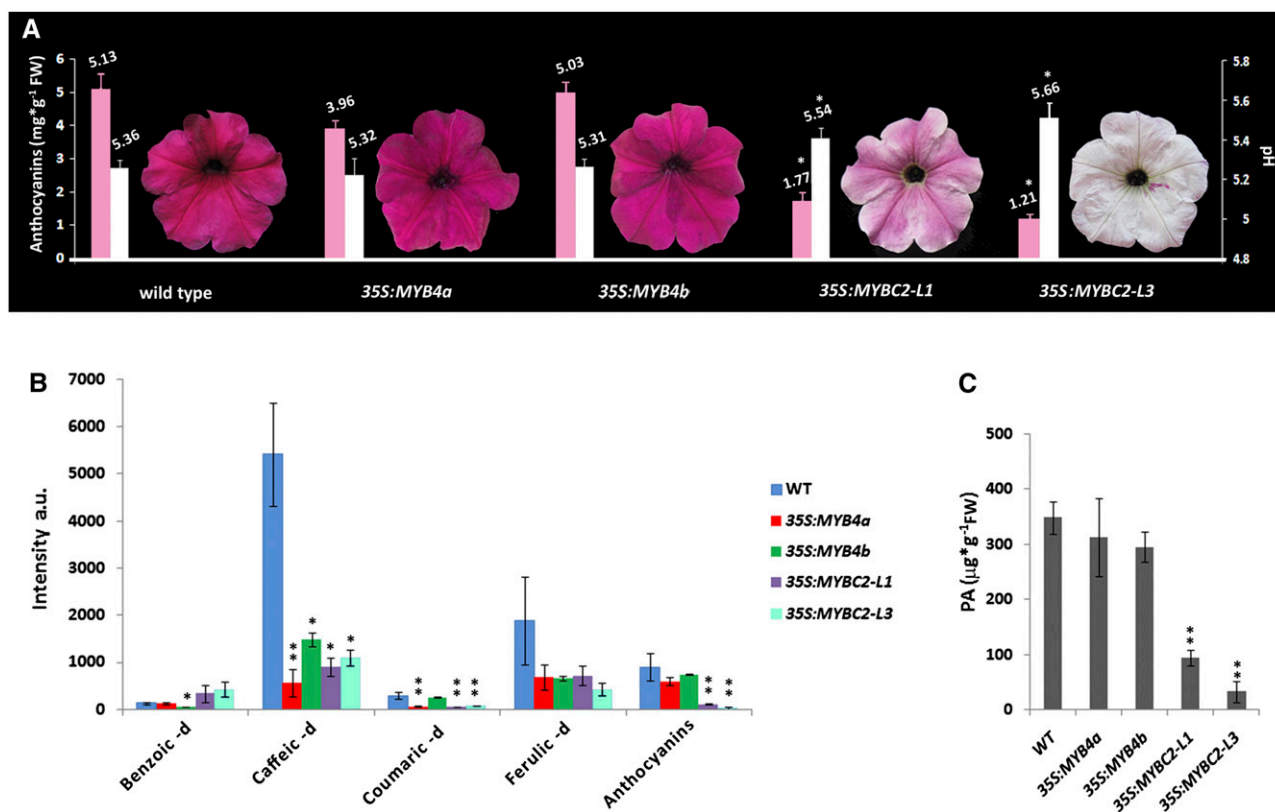 A
Anthocyanins (mg*g⁻¹ FW)
6
5
4
3
2
1
0
5.13
5.36
3.96
5.32
5.03
5.31
*
1.77
*
5.54
*
1.21
*
5.66
5.8
5.6
5.4
5.2
5
4.8
pH
wild type
35S:MYB4a
35S:MYB4b
35S:MYBC2-L1
35S:MYBC2-L3
B
Intensity a.u.
7000
6000
5000
4000
3000
2000
1000
0
*
**
*
*
*
**
**
**
**
**
Benzoic -d
Caffeic -d
Coumaric -d
Ferulic -d
Anthocyanins
WT
35S:MYB4a
35S:MYB4b
35S:MYBC2-L1
35S:MYBC2-L3
C
PA (µg*g⁻¹FW)
500
400
300
200
100
0
**
**
WT
35S:MYB4a
35S:MYB4b
35S:MYBC2-L1
35S:MYBC2-L3